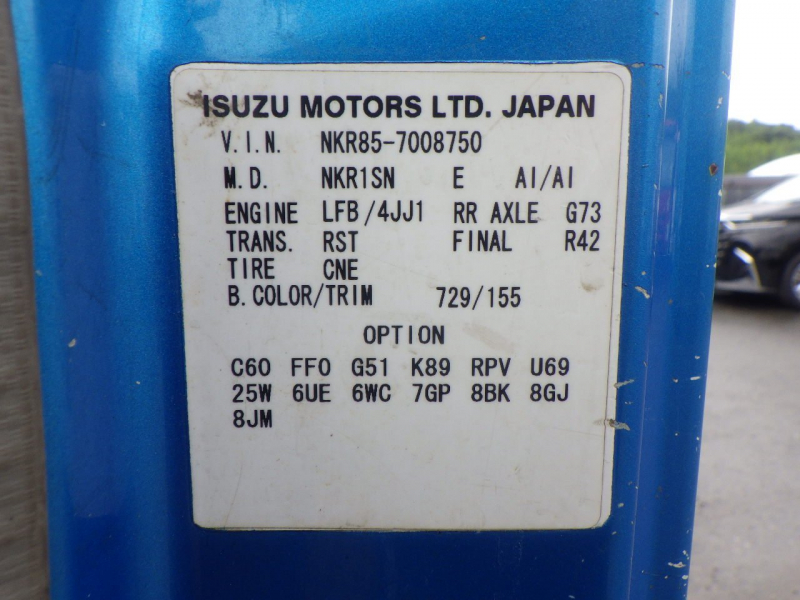 ISUZU MOTORS LTD. JAPAN
V.I.N. NKR85-7008750
M.D. NKR1SN E AI/AI
ENGINE LFB/4JJ1 RR AXLE G73
TRANS. RST FINAL R42
TIRE CNE
B.COLOR/TRIM 729/155
OPTION
C60 FF0 G51 K89 RPV U69
25W 6UE 6WC 7GP 8BK 8GJ
8JM